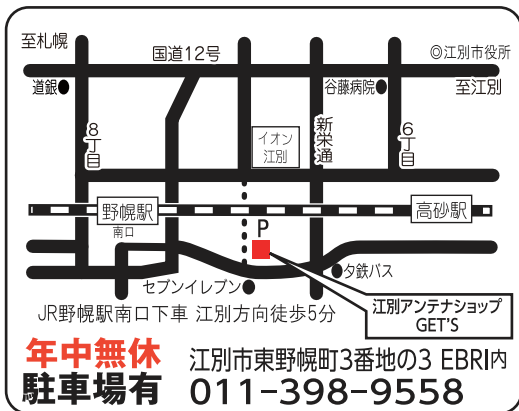 至札幌
国道12号
◎江別市役所
道銀●
谷藤病院●
至江別
8丁目
イオン
江別
新栄通
6丁目
野幌駅
南口
高砂駅
P
セブンイレブン●
●夕鉄バス
JR野幌駅南口下車 江別方向徒歩5分
江別アンテナショップ
GET'S
年中無休
駐車場有
江別市東野幌町3番地の3 EBRI内
011-398-9558